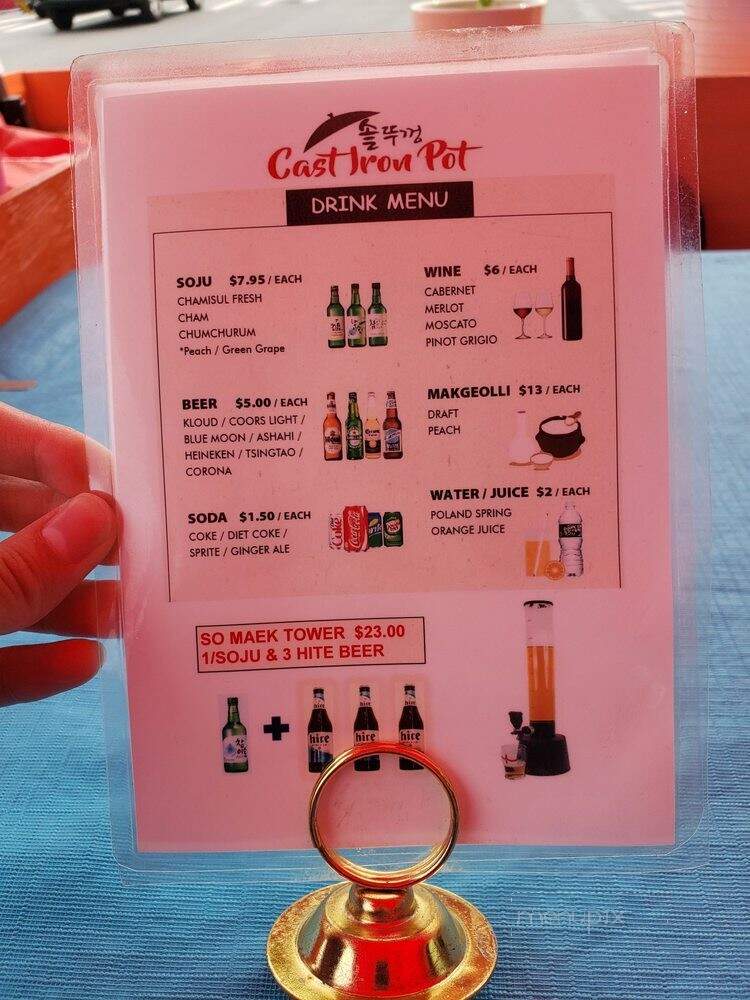 솥뚜껑
Cast Iron Pot
DRINK MENU
SOJU $7.95 / EACH
CHAMISUL FRESH
CHAM
CHUMCHURUM
*Peach / Green Grape
WINE $6 / EACH
CABERNET
MERLOT
MOSCATO
PINOT GRIGIO
BEER $5.00 / EACH
KLOUD / COORS LIGHT /
BLUE MOON / ASHAHI /
HEINEKEN / TSINGTAO /
CORONA
MAKGEOLLI $13 / EACH
DRAFT
PEACH
SODA $1.50 / EACH
COKE / DIET COKE /
SPRITE / GINGER ALE
WATER / JUICE $2 / EACH
POLAND SPRING
ORANGE JUICE
SO MAEK TOWER $23.00
1/SOJU & 3 HITE BEER
+
hite
hite
hite
menupix